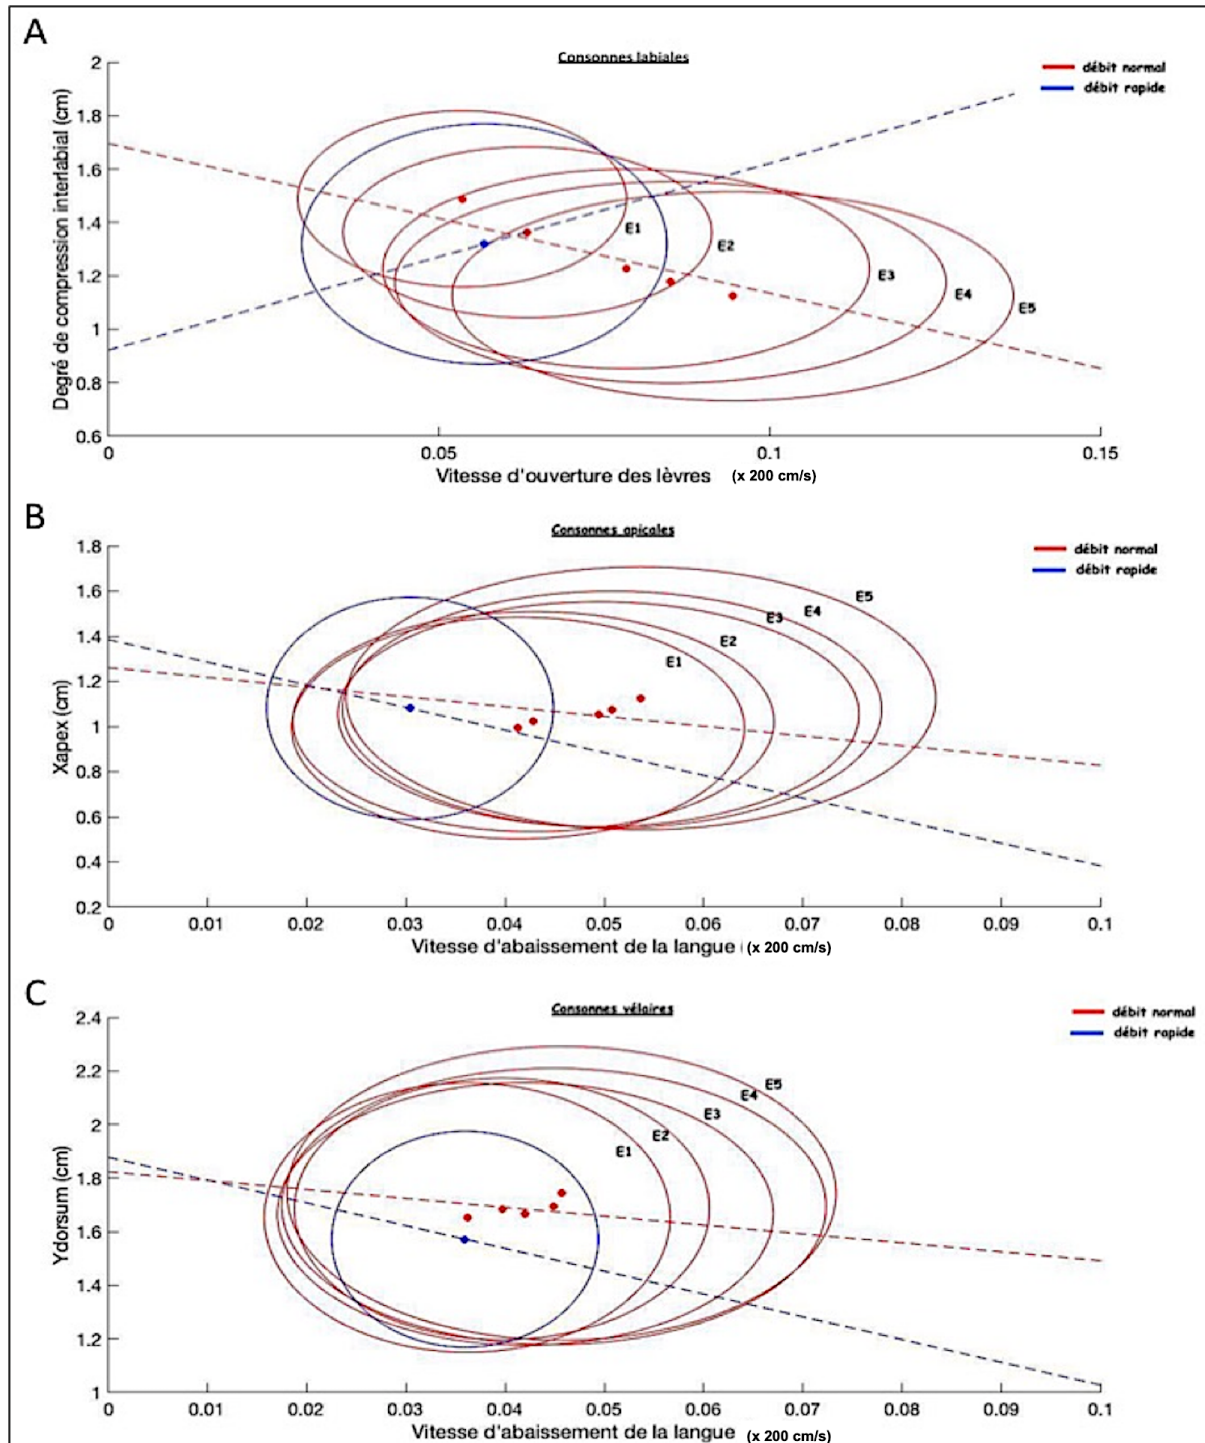 A
Consonnes labiales
débit normal
débit rapide
Degré de compression interlabial (cm)
2
1.8
1.6
1.4
1.2
1
0.8
0.6
E1
E2
E3
E4
E5
0
0.05
0.1
0.15
Vitesse d'ouverture des lèvres (x 200 cm/s)
B
Consonnes apicales
débit normal
débit rapide
Xapex (cm)
1.8
1.6
1.4
1.2
1
0.8
0.6
0.4
0.2
E5
E4
E3
E2
E1
0
0.01
0.02
0.03
0.04
0.05
0.06
0.07
0.08
0.09
0.1
Vitesse d'abaissement de la langue (x 200 cm/s)
C
Consonnes vélaires
débit normal
débit rapide
Ydorsum (cm)
2.4
2.2
2
1.8
1.6
1.4
1.2
1
E5
E4
E3
E2
E1
0
0.01
0.02
0.03
0.04
0.05
0.06
0.07
0.08
0.09
0.1
Vitesse d'abaissement de la langue (x 200 cm/s)